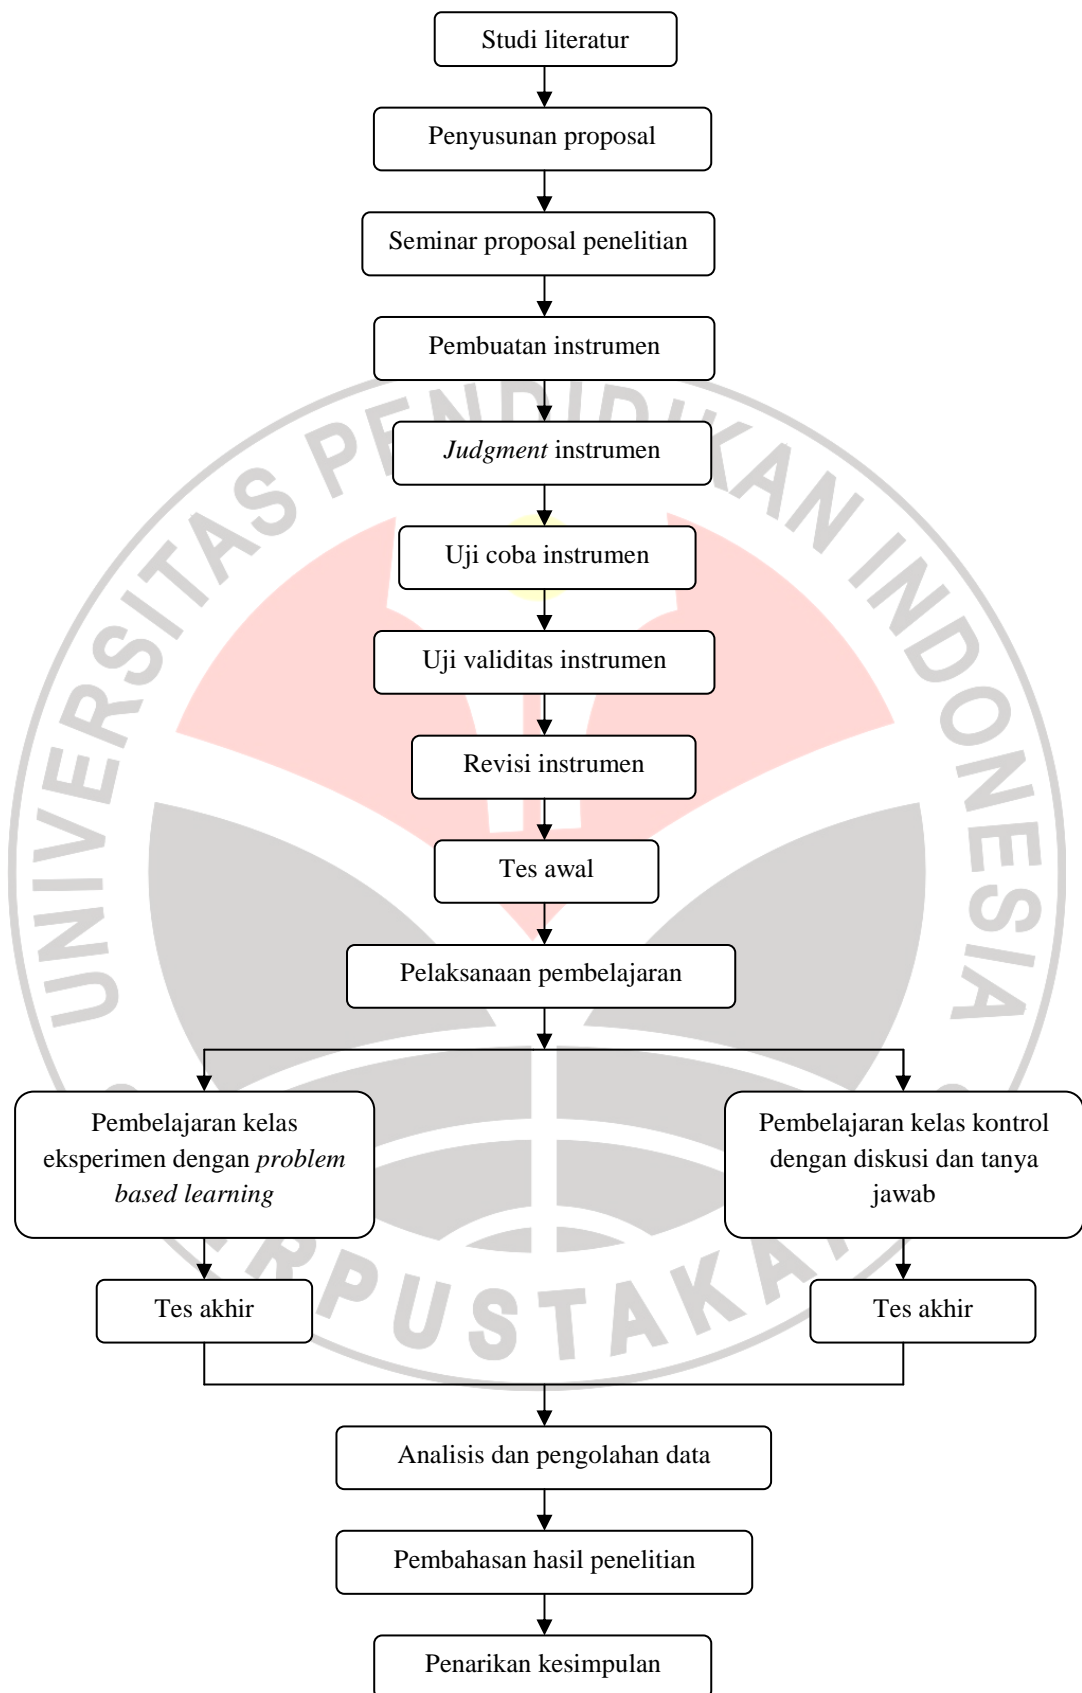 Studi literatur
Penyusunan proposal
Seminar proposal penelitian
Pembuatan instrumen
Judgment instrumen
Uji coba instrumen
Uji validitas instrumen
Revisi instrumen
Tes awal
Pelaksanaan pembelajaran
Pembelajaran kelas
eksperimen dengan problem
based learning
Pembelajaran kelas kontrol
dengan diskusi dan tanya
jawab
Tes akhir
Tes akhir
Analisis dan pengolahan data
Pembahasan hasil penelitian
Penarikan kesimpulan
UNIVERSITAS PENDIDIKAN INDONESIA
ERPUSTAKA